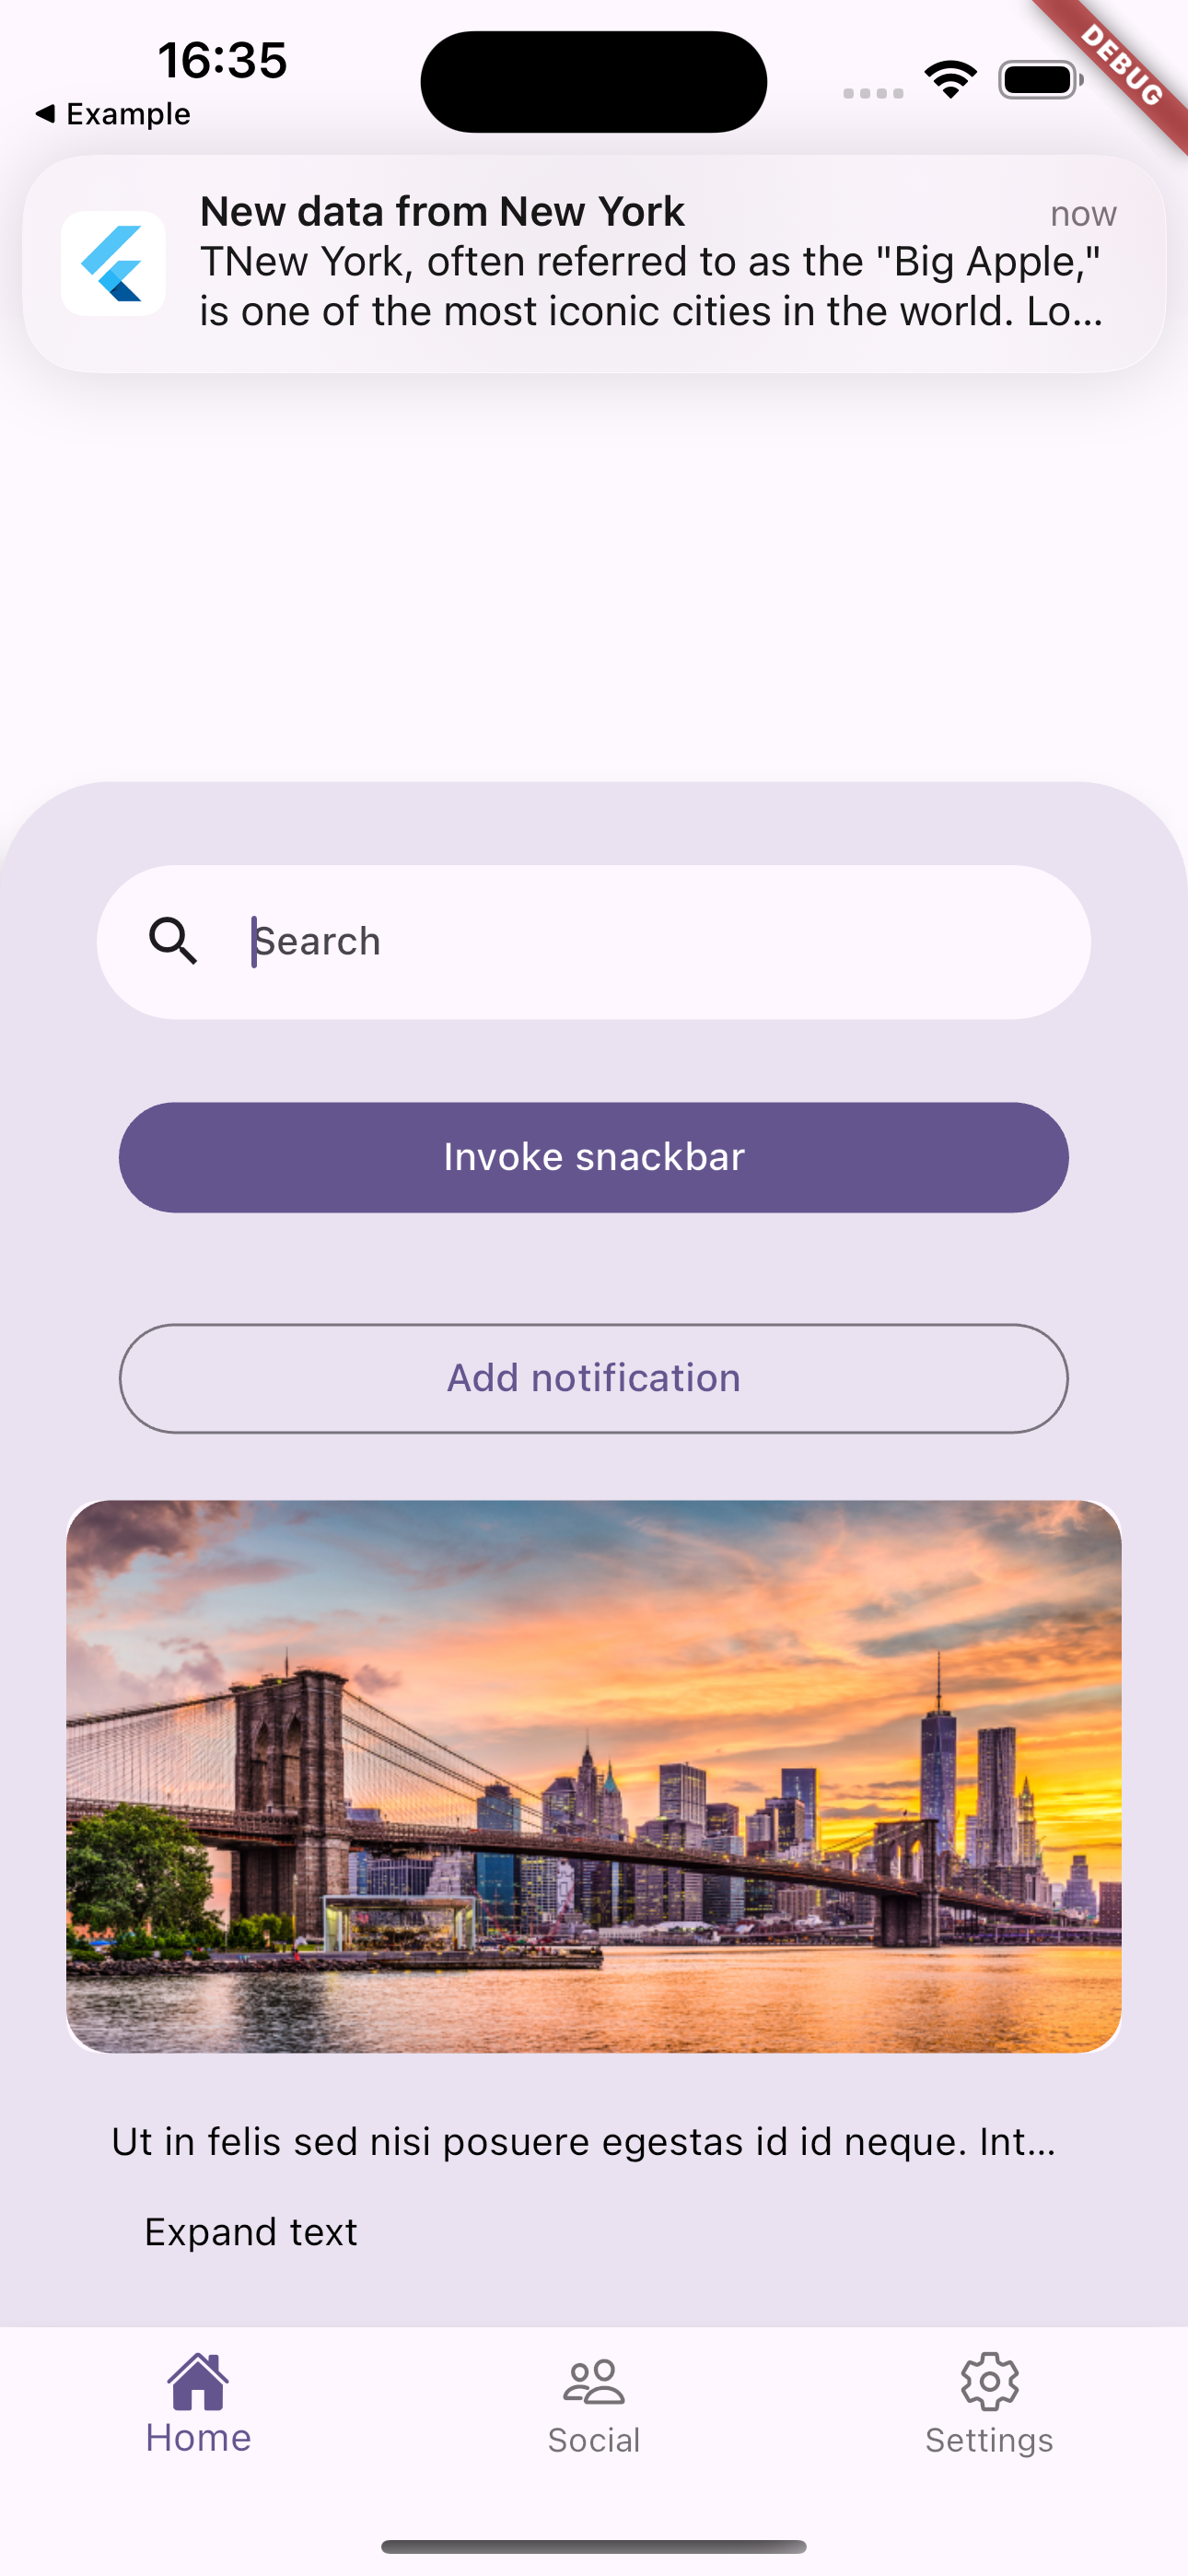 16:35
DEBUG
◀ Example
New data from New York
now
TNew York, often referred to as the "Big Apple,"
is one of the most iconic cities in the world. Lo...
Search
Invoke snackbar
Add notification
Ut in felis sed nisi posuere egestas id id neque. Int...
Expand text
Home
Social
Settings